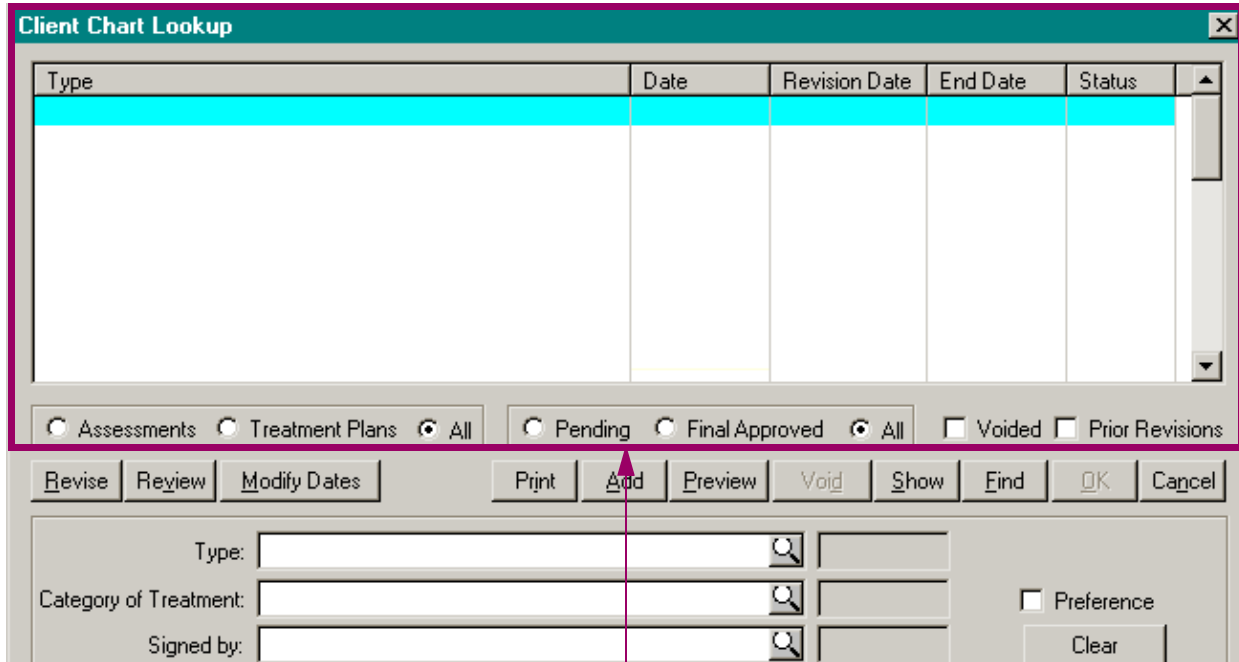 Client Chart Lookup
Type Date Revision Date End Date Status
Assessments Treatment Plans All Pending Final Approved All Voided Prior Revisions
Revise Review Modify Dates Print Add Preview Void Show Find OK Cancel
Type:
Category of Treatment: Preference
Signed by: Clear